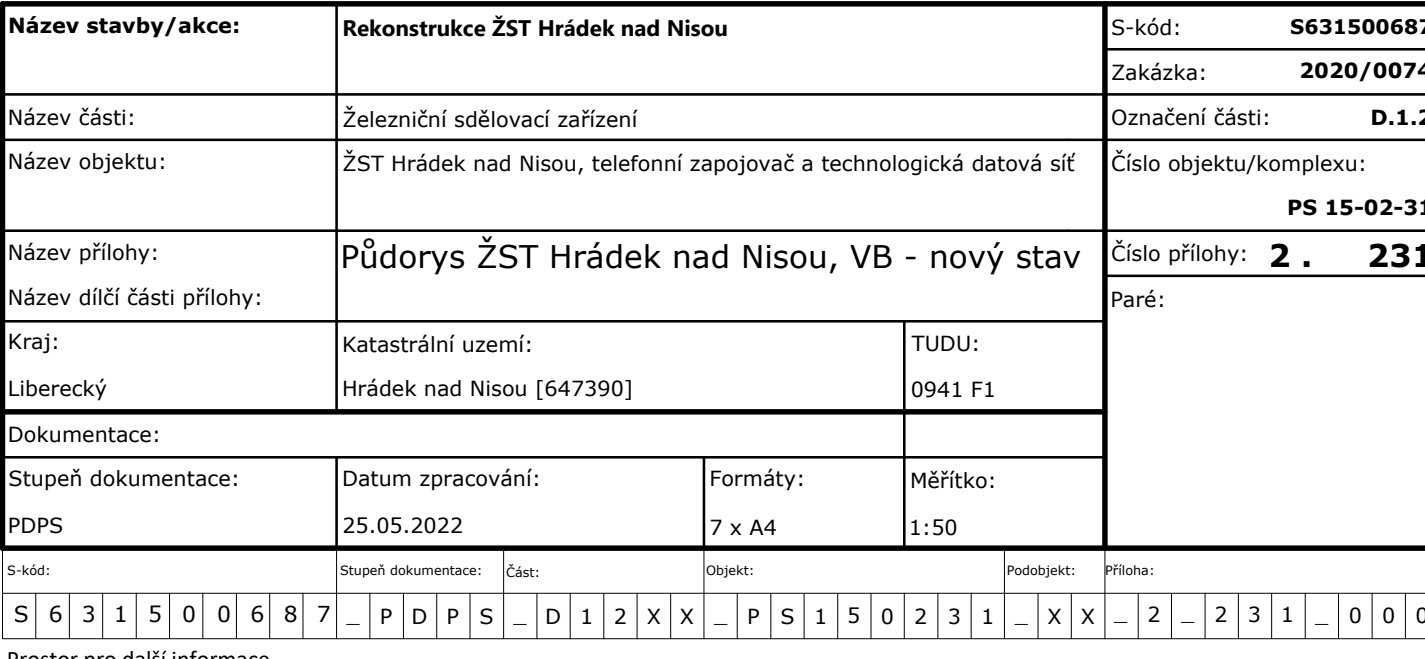 Název stavby/akce: Rekonstrukce ŽST Hrádek nad Nisou S-kód: S631500687
Zakázka: 2020/0074
Název části: Železniční sdělovací zařízení Označení části: D.1.2
Název objektu: ŽST Hrádek nad Nisou, telefonní zapojovač a technologická datová síť Číslo objektu/komplexu:
PS 15-02-31
Název přílohy: Půdorys ŽST Hrádek nad Nisou, VB - nový stav Číslo přílohy: 2 . 231
Název dílčí části přílohy: Paré:
Kraj: Katastrální uzemí: TUDU:
Liberecký Hrádek nad Nisou [647390] 0941 F1
Dokumentace:
Stupeň dokumentace: Datum zpracování: Formáty: Měřítko:
PDPS 25.05.2022 7 x A4 1:50
S-kód: Stupeň dokumentace: Část: Objekt: Podobjekt: Příloha:
S 6 3 1 5 0 0 6 8 7 _ P D P S _ D 1 2 X X _ P S 1 5 0 2 3 1 _ X X _ 2 _ 2 3 1 _ 0 0 0
Prostor pro další informace